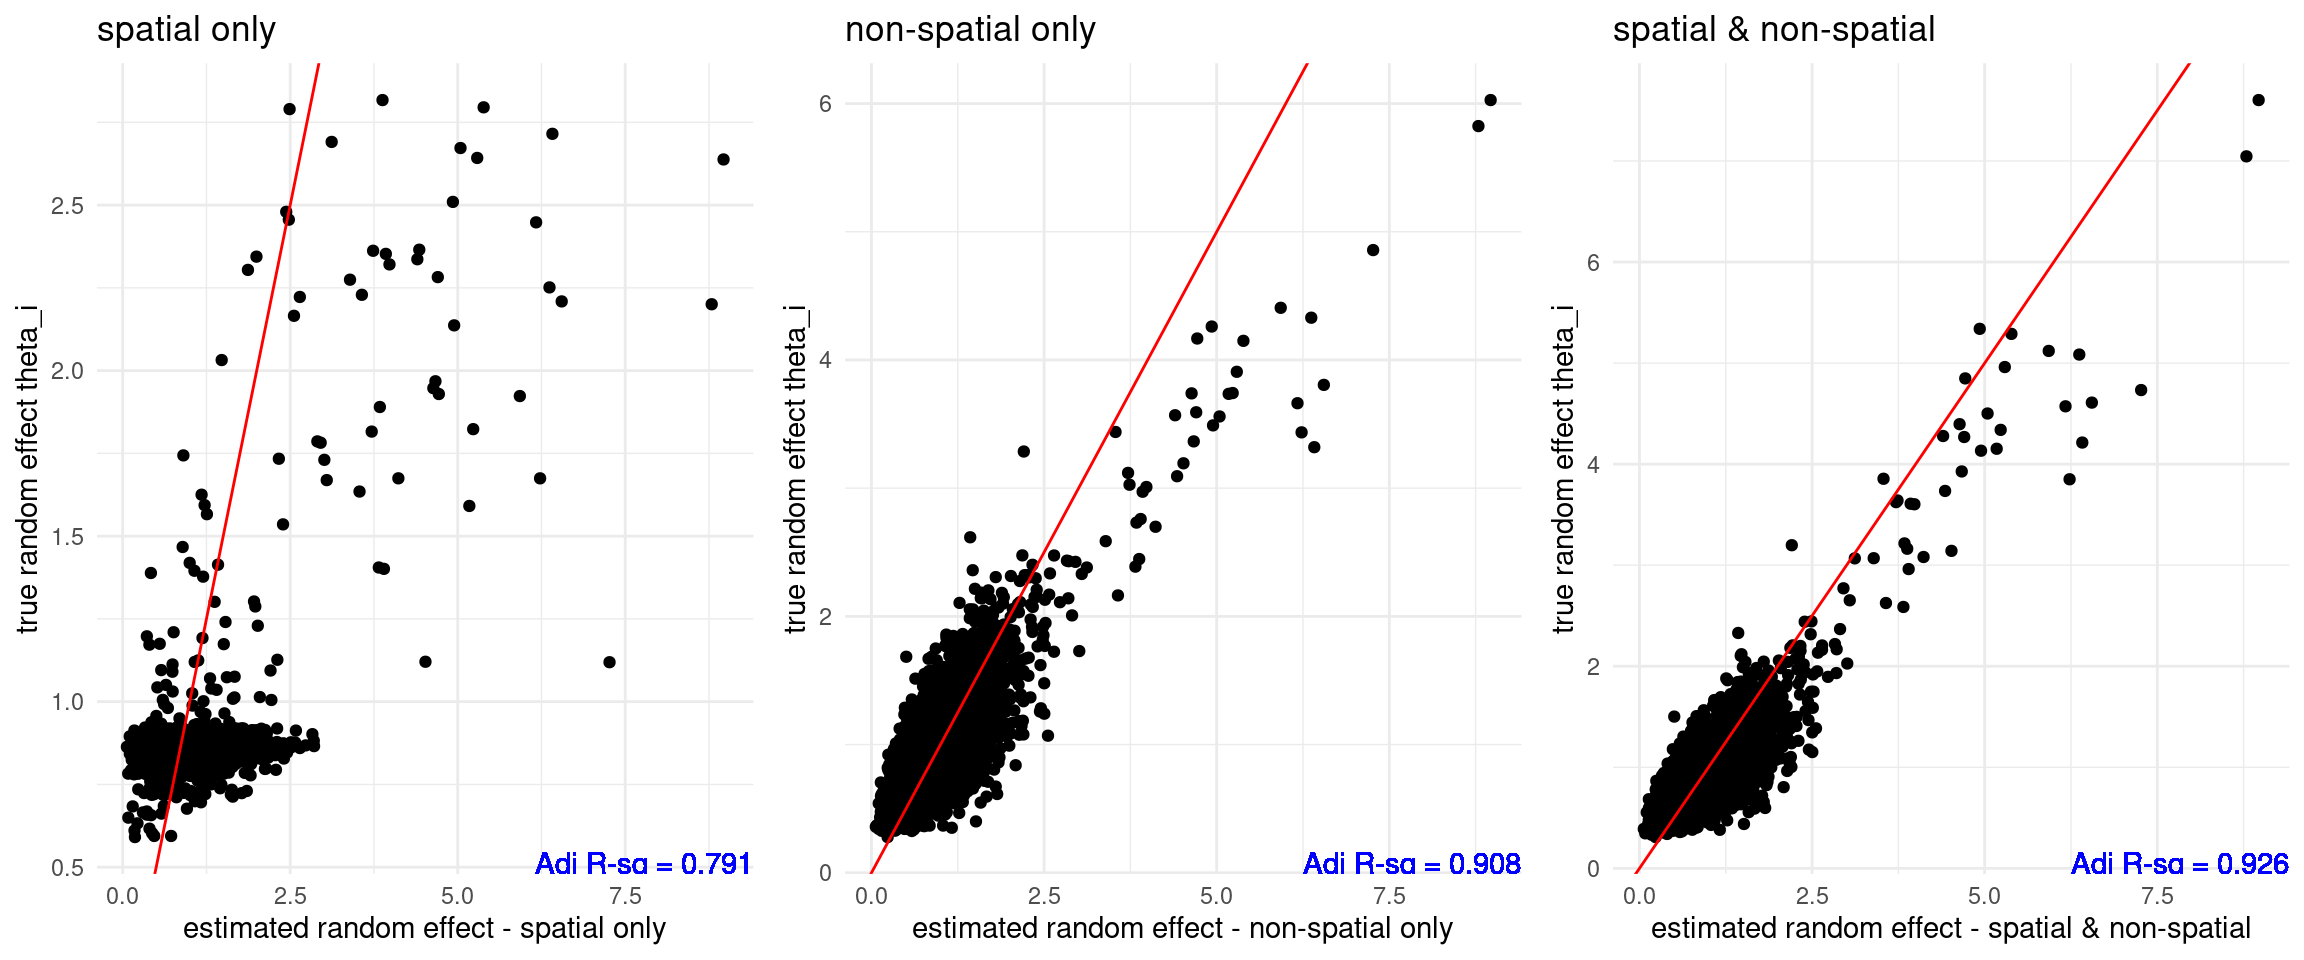 spatial only
true random effect theta_i
2.5
2.0
1.5
1.0
0.5
Adj R-sq = 0.791
0.0 2.5 5.0 7.5
estimated random effect - spatial only
non-spatial only
true random effect theta_i
6
4
2
0
Adj R-sq = 0.908
0.0 2.5 5.0 7.5
estimated random effect - non-spatial only
spatial & non-spatial
true random effect theta_i
6
4
2
0
Adj R-sq = 0.926
0.0 2.5 5.0 7.5
estimated random effect - spatial & non-spatial